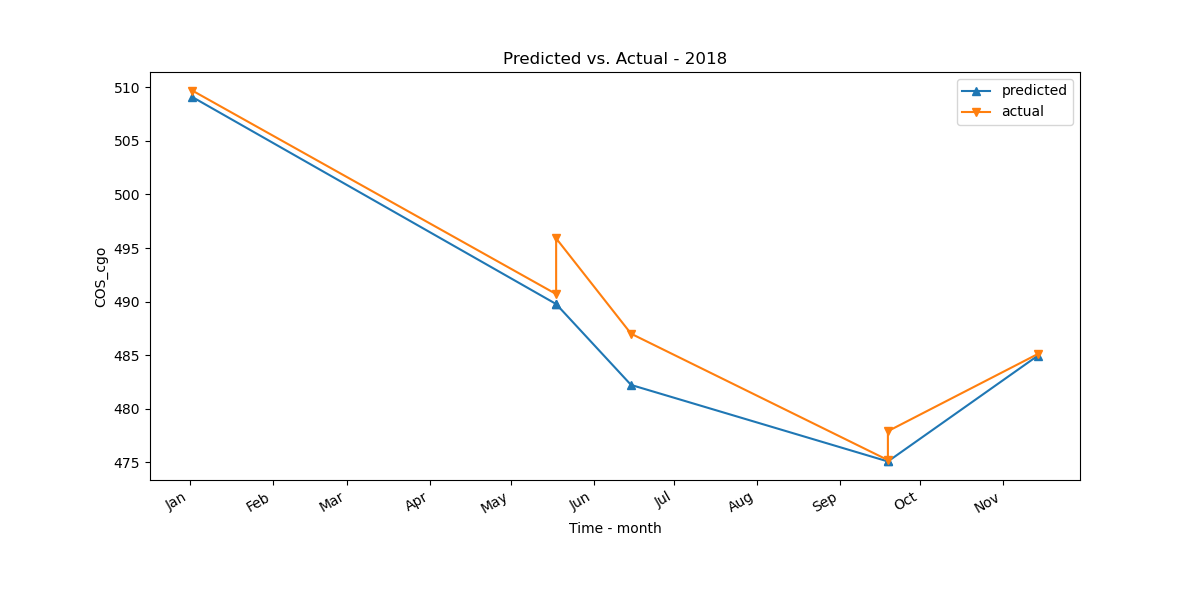 Predicted vs. Actual - 2018
predicted
actual
COS_cgo
510
505
500
495
490
485
480
475
Jan
Feb
Mar
Apr
May
Jun
Jul
Aug
Sep
Oct
Nov
Time - month